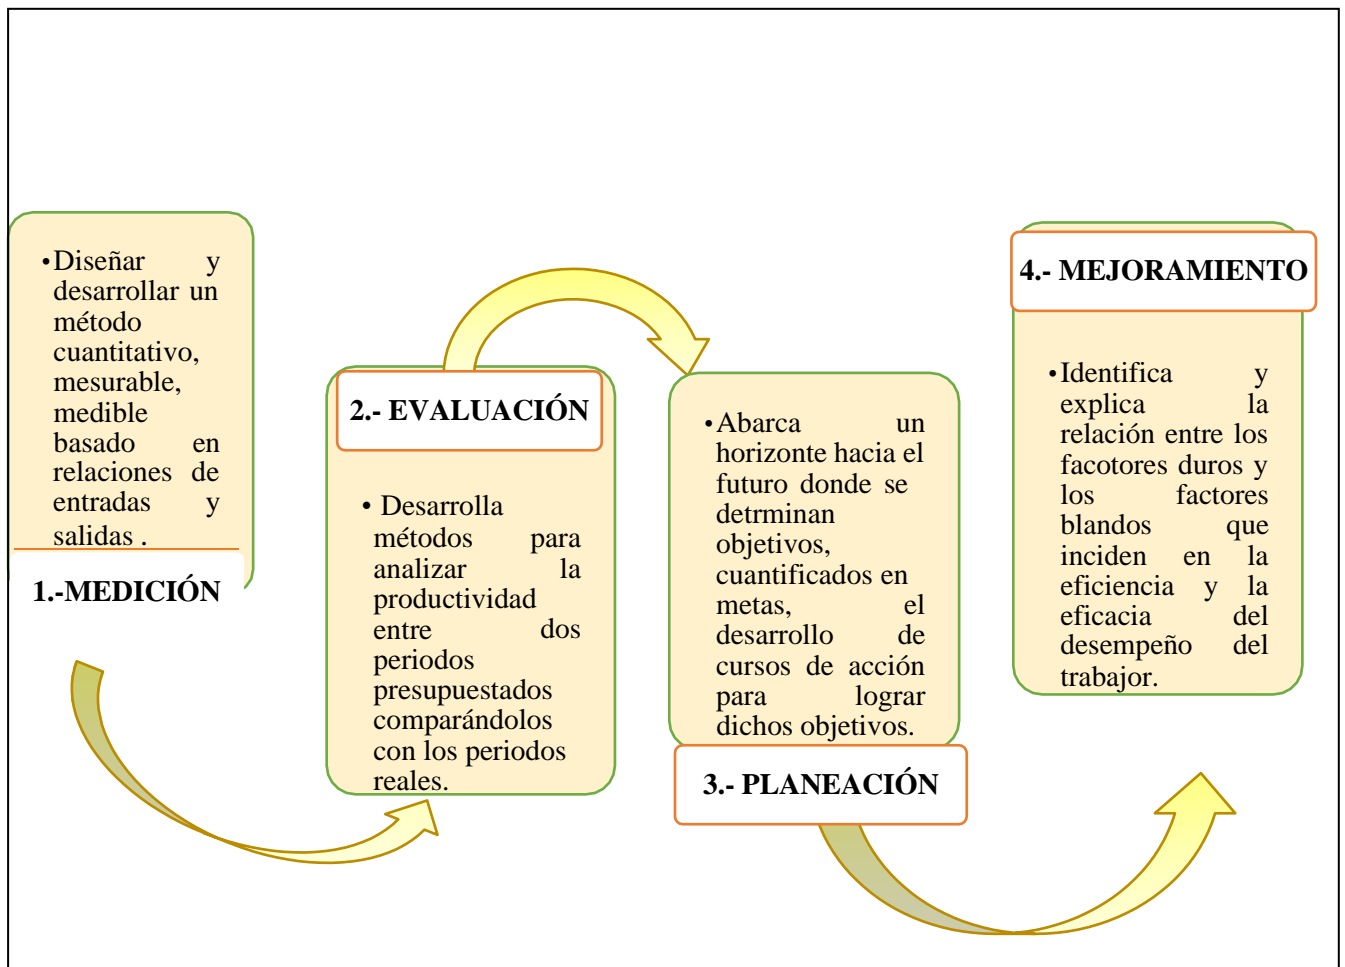 •Diseñar y
desarrollar un
método
cuantitativo,
mesurable,
medible
basado en
relaciones de
entradas y
salidas .
1.-MEDICIÓN
2.- EVALUACIÓN
• Desarrolla
métodos para
analizar la
productividad
entre dos
periodos
presupuestados
comparándolos
con los periodos
reales.
•Abarca un
horizonte hacia el
futuro donde se
detrminan
objetivos,
cuantificados en
metas, el
desarrollo de
cursos de acción
para lograr
dichos objetivos.
3.- PLANEACIÓN
4.- MEJORAMIENTO
•Identifica y
explica la
relación entre los
facotores duros y
los factores
blandos que
inciden en la
eficiencia y la
eficacia del
desempeño del
trabajor.